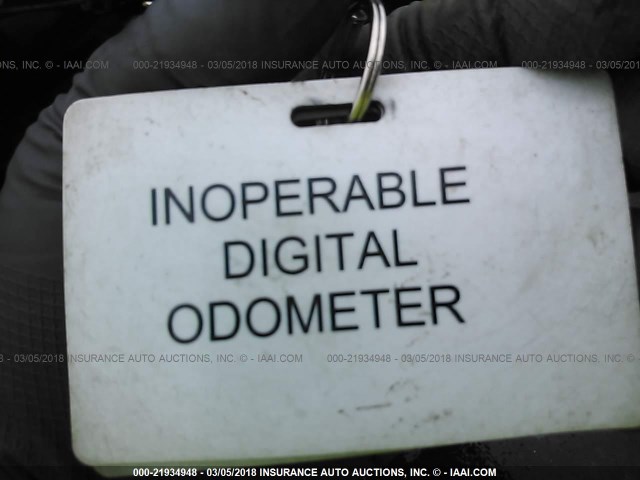 ONS, INC. © - IAAI.COM 000-21934948 - 03/05/2018 INSURANCE AUTO AUCTIONS, INC. © - IAAI.COM 000-21934948 - 03/05/2018
INOPERABLE
DIGITAL
ODOMETER
8 - 03/05/2018 INSURANCE AUTO AUCTIONS, INC. © - IAAI.COM 000-21934948 - 03/05/2018 INSURANCE AUTO AUCTIONS, INC.
000-21934948 - 03/05/2018 INSURANCE AUTO AUCTIONS, INC. © - IAAI.COM